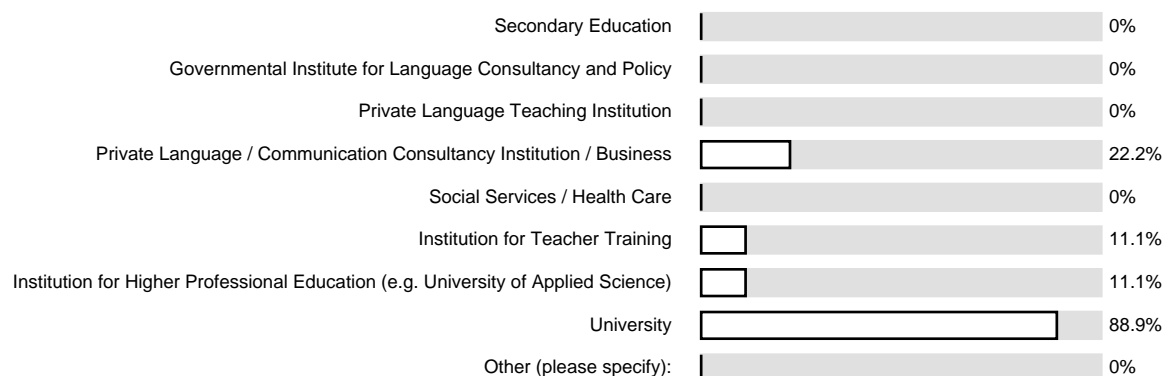 Secondary Education 0%
Governmental Institute for Language Consultancy and Policy 0%
Private Language Teaching Institution 0%
Private Language / Communication Consultancy Institution / Business 22.2%
Social Services / Health Care 0%
Institution for Teacher Training 11.1%
Institution for Higher Professional Education (e.g. University of Applied Science) 11.1%
University 88.9%
Other (please specify): 0%